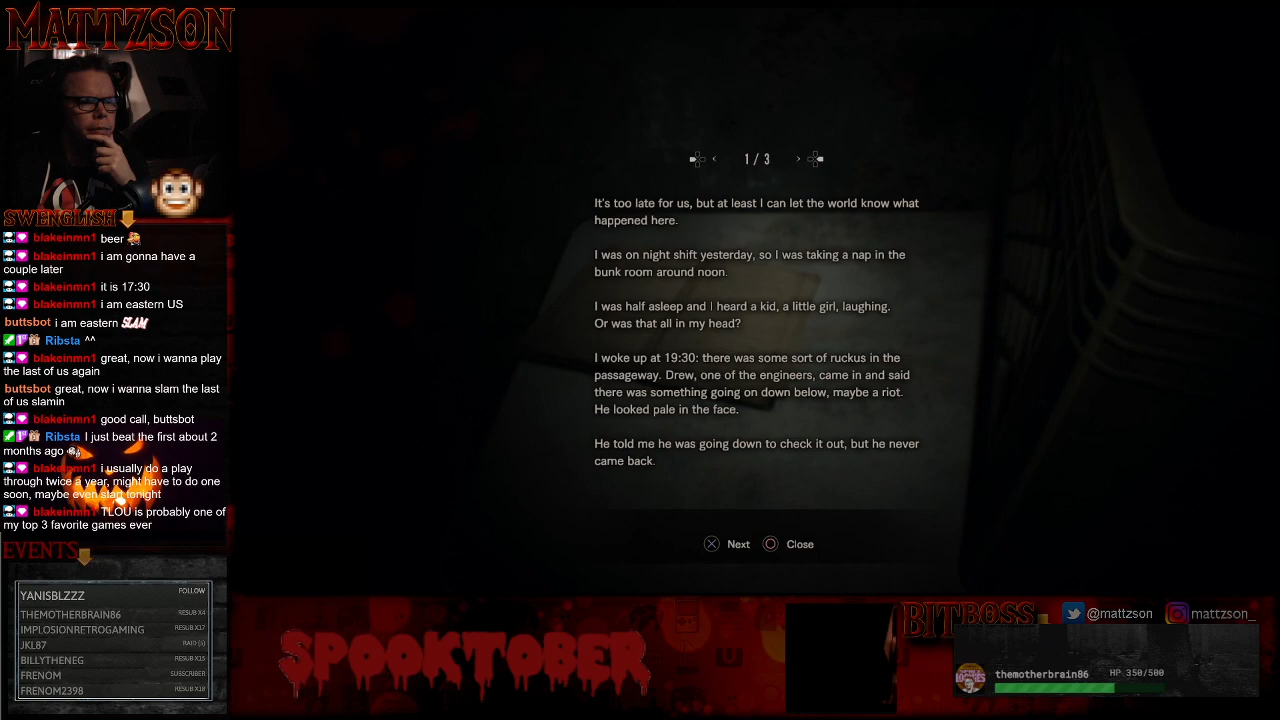 MATTZSON
SWENGLISH
blakeinmn1 beer
blakeinmn1 i am gonna have a
couple later
blakeinmn1 it is 17:30
blakeinmn1 i am eastern US
buttsbot i am eastern SLAM
Ribsta ^^
blakeinmn1 great, now i wanna play
the last of us again
buttsbot great, now i wanna slam the last
of us slamin
blakeinmn1 good call, buttsbot
Ribsta I just beat the first about 2
months ago
blakeinmn1 i usually do a play
through twice a year, might have to do one
soon, maybe even start tonight
blakeinmn1 TLOU is probably one of
my top 3 favorite games ever
EVENTS
YANISBLZZZ FOLLOW
THEMOTHERBRAIN86 RESUB X4
IMPLOSIONRETROGAMING RESUB X17
JKL87 RAID (5)
BILLYTHENEG RESUB X15
FRENOM SUBSCRIBER
FRENOM2398 RESUB X18
1 / 3
It's too late for us, but at least I can let the world know what
happened here.
I was on night shift yesterday, so I was taking a nap in the
bunk room around noon.
I was half asleep and I heard a kid, a little girl, laughing.
Or was that all in my head?
I woke up at 19:30: there was some sort of ruckus in the
passageway. Drew, one of the engineers, came in and said
there was something going on down below, maybe a riot.
He looked pale in the face.
He told me he was going down to check it out, but he never
came back.
Next Close
SPOOKTOBER
BITBOSS
@mattzson mattzson_
themotherbrain86 HP 350/500